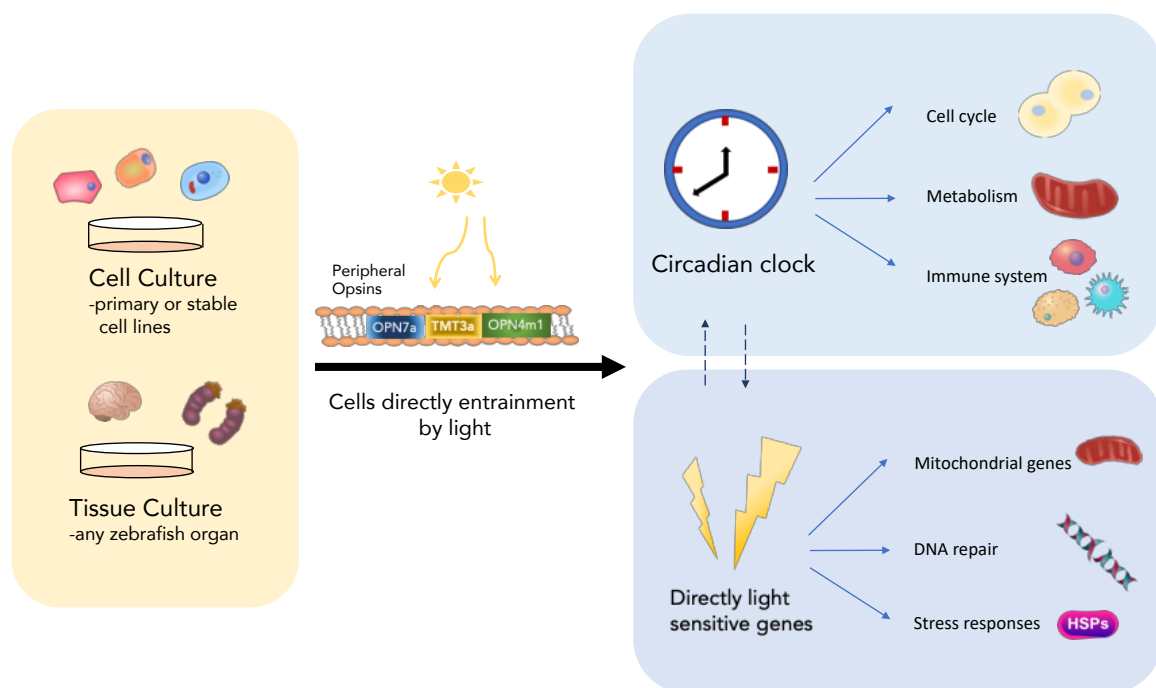 Cell Culture
-primary or stable
cell lines
Tissue Culture
-any zebrafish organ
Peripheral
Opsins
OPN7a
TMT3a
OPN4m1
Cells directly entrainment
by light
Circadian clock
Cell cycle
Metabolism
Immune system
Directly light
sensitive genes
Mitochondrial genes
DNA repair
Stress responses
HSPs